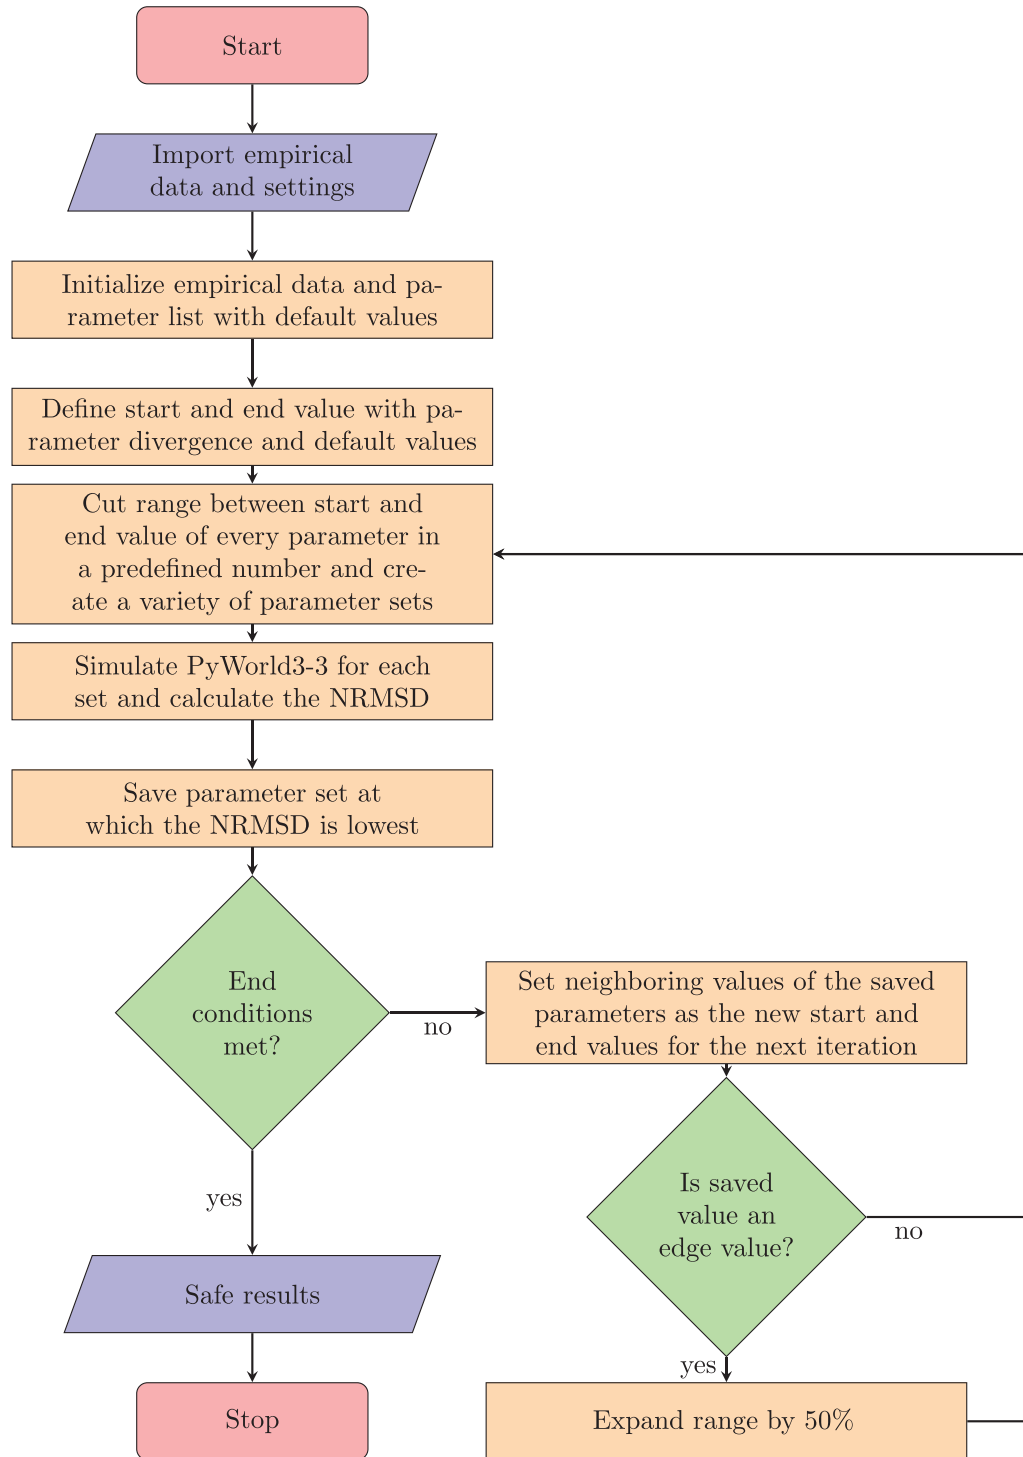 Start
Import empirical
data and settings
Initialize empirical data and pa-
rameter list with default values
Define start and end value with pa-
rameter divergence and default values
Cut range between start and
end value of every parameter in
a predefined number and cre-
ate a variety of parameter sets
Simulate PyWorld3-3 for each
set and calculate the NRMSD
Save parameter set at
which the NRMSD is lowest
End
conditions
met?
no
Set neighboring values of the saved
parameters as the new start and
end values for the next iteration
Is saved
value an
edge value?
no
yes
yes
Safe results
Stop
Expand range by 50%